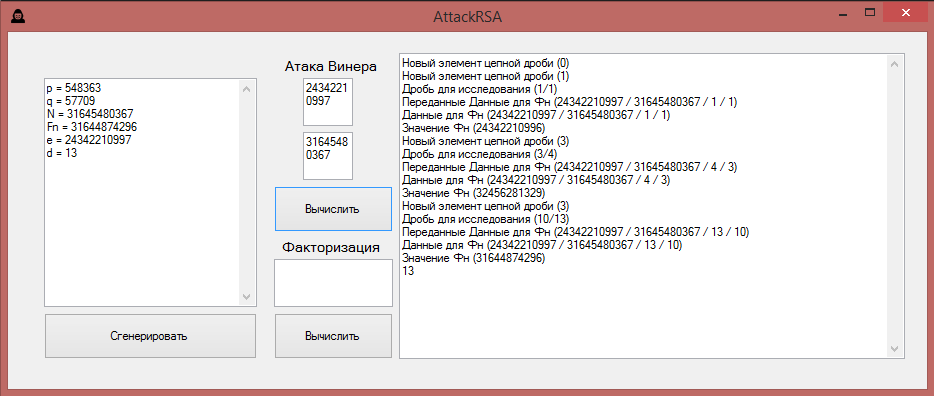 AttackRSA
p = 548363
q = 57709
N = 31645480367
Fn = 31644874296
e = 24342210997
d = 13
Сгенерировать
Атака Винера
2434221
0997
3164548
0367
Вычислить
Факторизация
Вычислить
Новый элемент цепной дроби (0)
Новый элемент цепной дроби (1)
Дробь для исследования (1/1)
Переданные Данные для Фн (24342210997 / 31645480367 / 1 / 1)
Данные для Фн (24342210997 / 31645480367 / 1 / 1)
Значение Фн (24342210996)
Новый элемент цепной дроби (3)
Дробь для исследования (3/4)
Переданные Данные для Фн (24342210997 / 31645480367 / 4 / 3)
Данные для Фн (24342210997 / 31645480367 / 4 / 3)
Значение Фн (32456281329)
Новый элемент цепной дроби (3)
Дробь для исследования (10/13)
Переданные Данные для Фн (24342210997 / 31645480367 / 13 / 10)
Данные для Фн (24342210997 / 31645480367 / 13 / 10)
Значение Фн (31644874296)
13